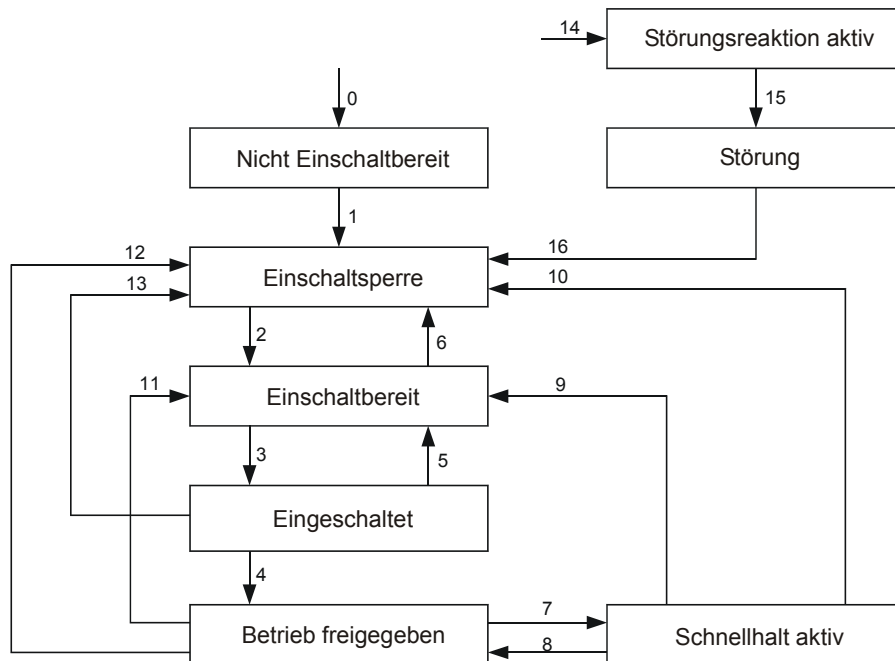 14
Störungsreaktion aktiv
0
15
Nicht Einschaltbereit
Störung
1
12
16
Einschaltsperre
13
10
2
6
11
Einschaltbereit
9
3
5
Eingeschaltet
4
7
Betrieb freigegeben
8
Schnellhalt aktiv